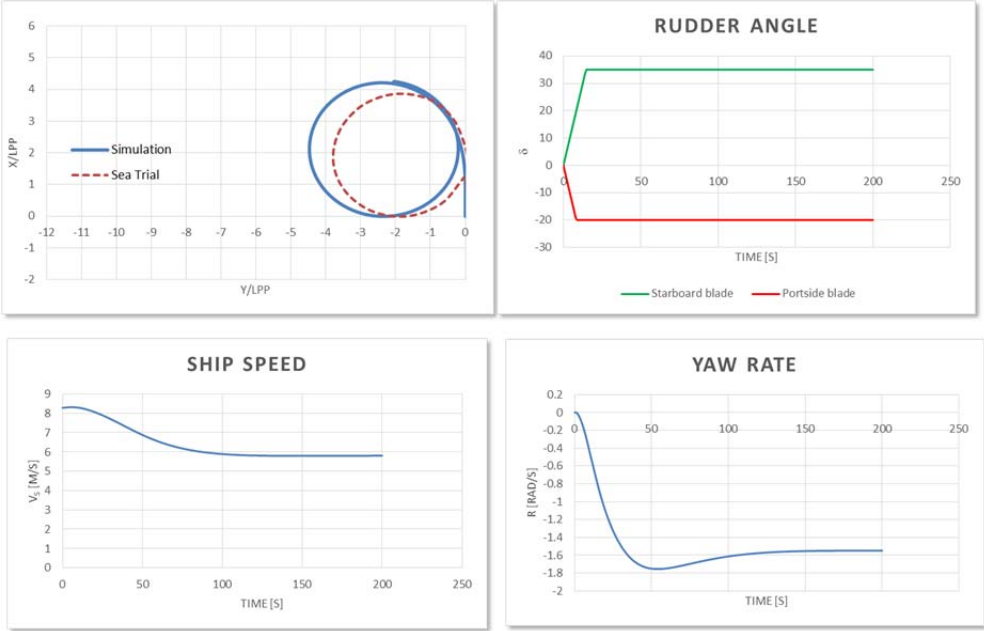 6
5
4
3
2
1
0
-1
-2
X/LPP
Simulation
Sea Trial
-12 -11 -10 -9 -8 -7 -6 -5 -4 -3 -2 -1 0
Y/LPP
RUDDER ANGLE
40
30
20
10
0
-10
-20
-30
δ
0 50 100 150 200 250
TIME [S]
Starboard blade Portside blade
SHIP SPEED
9
8
7
6
5
4
3
2
1
0
VS [M/S]
0 50 100 150 200 250
TIME [S]
YAW RATE
0.2
0
-0.2
-0.4
-0.6
-0.8
-1
-1.2
-1.4
-1.6
-1.8
-2
R [RAD/S]
0 50 100 150 200 250
TIME [S]